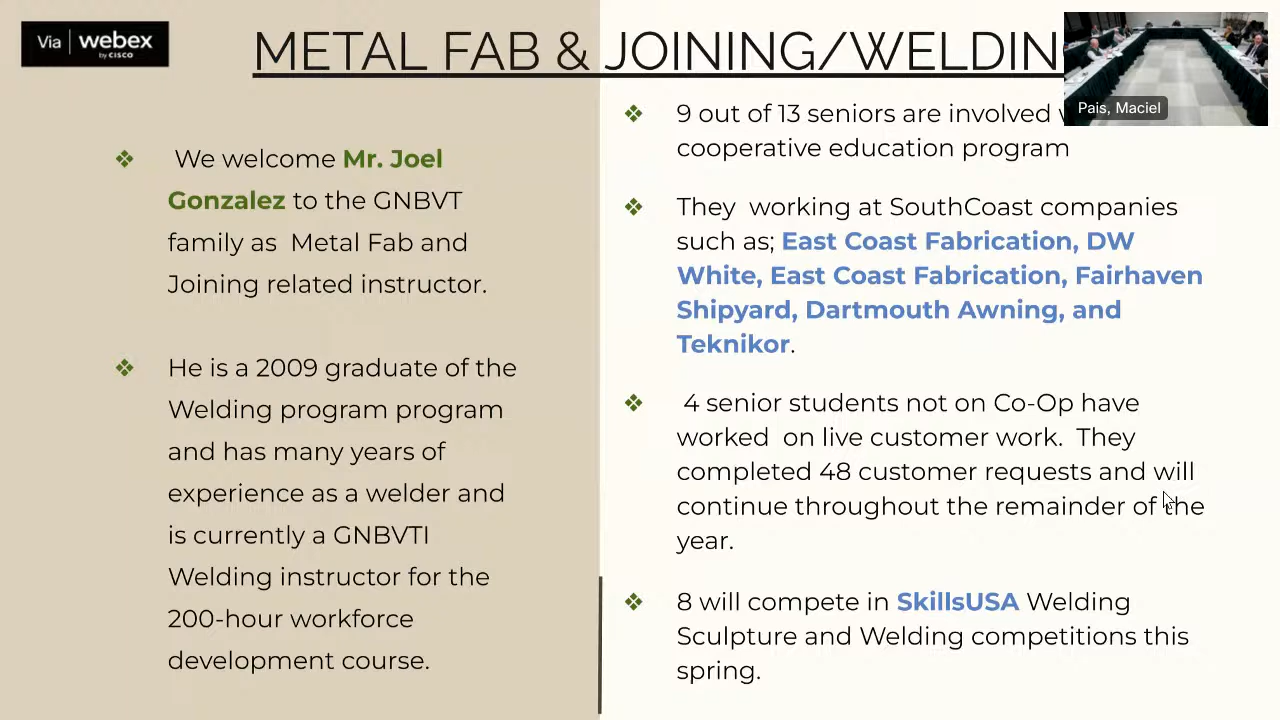 Via webex
by CISCO
METAL FAB & JOINING/WELDIN
Pais, Maciel
❖ We welcome Mr. Joel
Gonzalez to the GNBVT
family as Metal Fab and
Joining related instructor.
❖ He is a 2009 graduate of the
Welding program program
and has many years of
experience as a welder and
is currently a GNBVTI
Welding instructor for the
200-hour workforce
development course.
❖ 9 out of 13 seniors are involved
cooperative education program
❖ They working at SouthCoast companies
such as; East Coast Fabrication, DW
White, East Coast Fabrication, Fairhaven
Shipyard, Dartmouth Awning, and
Teknikor.
❖ 4 senior students not on Co-Op have
worked on live customer work. They
completed 48 customer requests and will
continue throughout the remainder of the
year.
❖ 8 will compete in SkillsUSA Welding
Sculpture and Welding competitions this
spring.